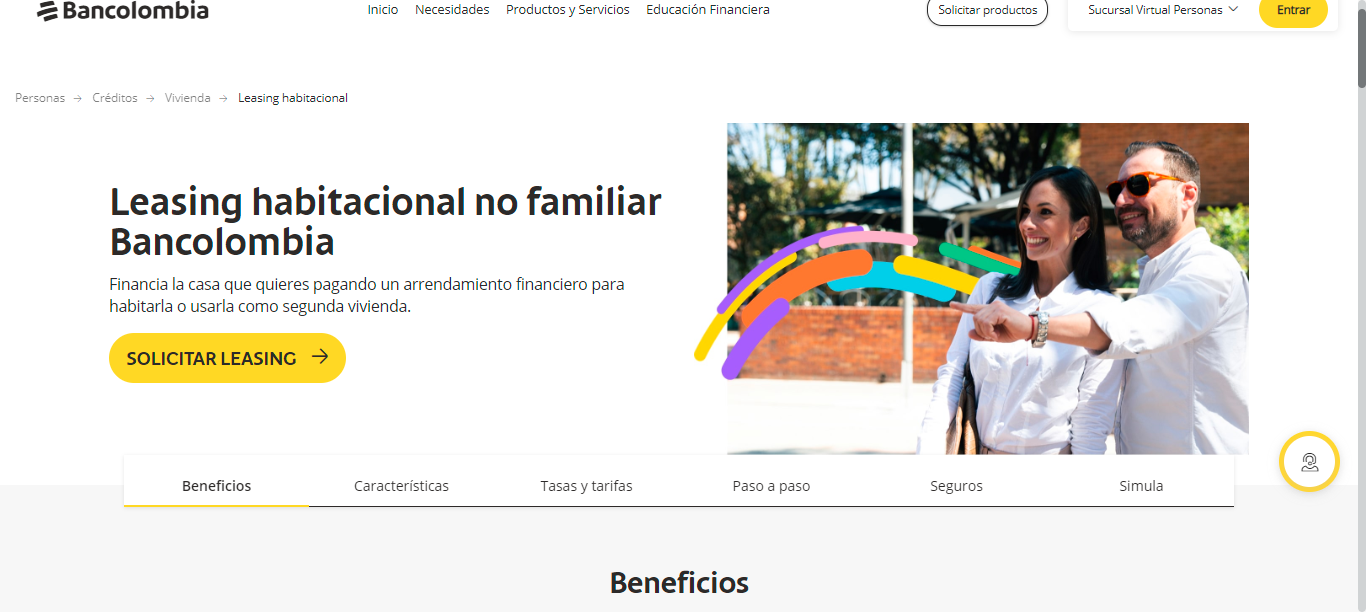 Bancolombia
Inicio Necesidades Productos y Servicios Educación Financiera
Solicitar productos
Sucursal Virtual Personas
Entrar
Personas → Créditos → Vivienda → Leasing habitacional
Leasing habitacional no familiar
Bancolombia
Financia la casa que quieres pagando un arrendamiento financiero para
habitarla o usarla como segunda vivienda.
SOLICITAR LEASING →
Beneficios Características Tasas y tarifas Paso a paso Seguros Simula
Beneficios